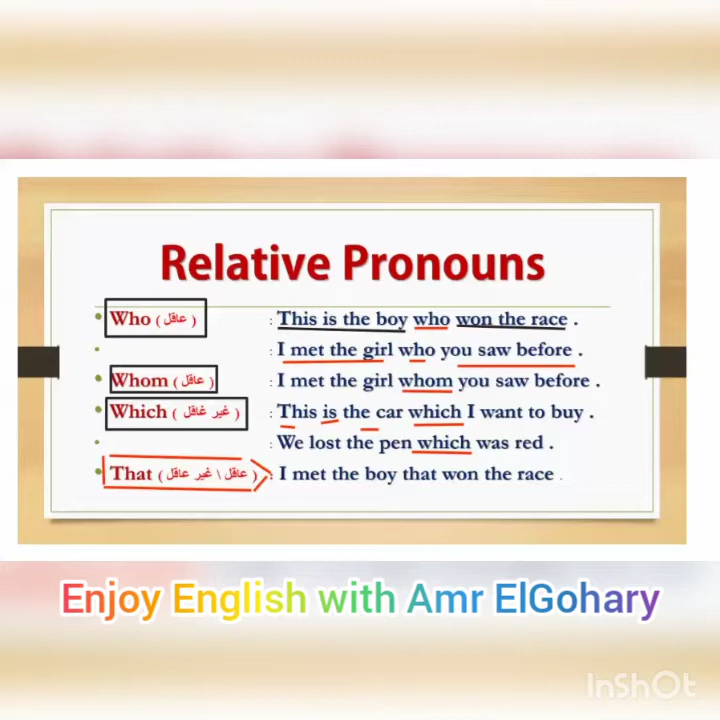 Relative Pronouns
• Who ( عاقل ) : This is the boy who won the race .
• : I met the girl who you saw before .
• Whom ( عاقل ) : I met the girl whom you saw before .
• Which ( غير عاقل ) : This is the car which I want to buy .
• : We lost the pen which was red .
• That ( عاقل \ غير عاقل ) : I met the boy that won the race .
Enjoy English with Amr ElGohary
InShOt